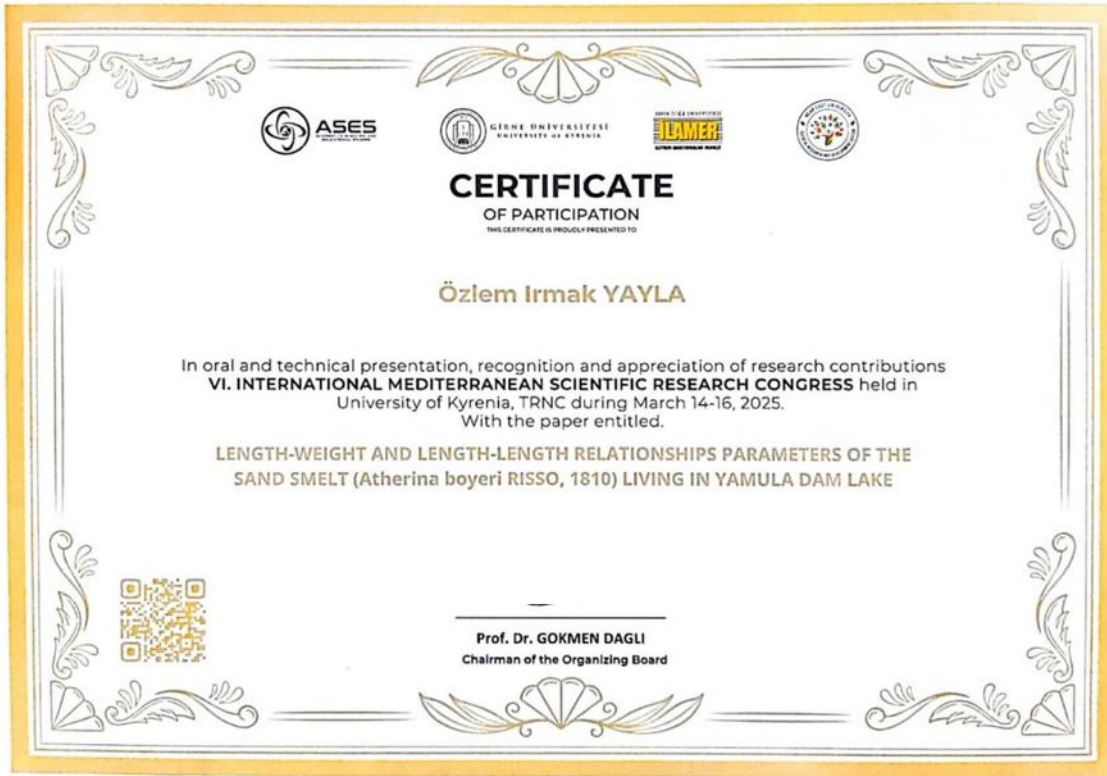 ASES
GİRNE ÜNİVERSİTESİ
UNIVERSITY of KYRENIA
İLAMER
CERTIFICATE
OF PARTICIPATION
THIS CERTIFICATE IS PROUDLY PRESENTED TO
Özlem Irmak YAYLA
In oral and technical presentation, recognition and appreciation of research contributions
VI. INTERNATIONAL MEDITERRANEAN SCIENTIFIC RESEARCH CONGRESS held in
University of Kyrenia, TRNC during March 14-16, 2025.
With the paper entitled.
LENGTH-WEIGHT AND LENGTH-LENGTH RELATIONSHIPS PARAMETERS OF THE
SAND SMELT (Atherina boyeri RISSO, 1810) LIVING IN YAMULA DAM LAKE
Prof. Dr. GOKMEN DAGLI
Chairman of the Organizing Board